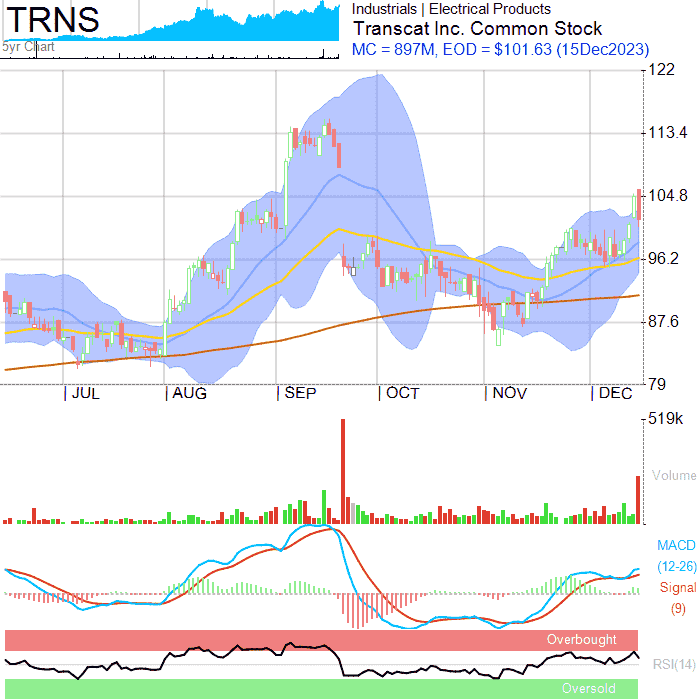 TRNS
5yr Chart
Industrials | Electrical Products
Transcat Inc. Common Stock
MC = 897M, EOD = $101.63 (15Dec2023)
122
113.4
104.8
96.2
87.6
79
JUL
AUG
SEP
OCT
NOV
DEC
519k
Volume
MACD
(12-26)
Signal
(9)
Overbought
RSI(14)
Oversold